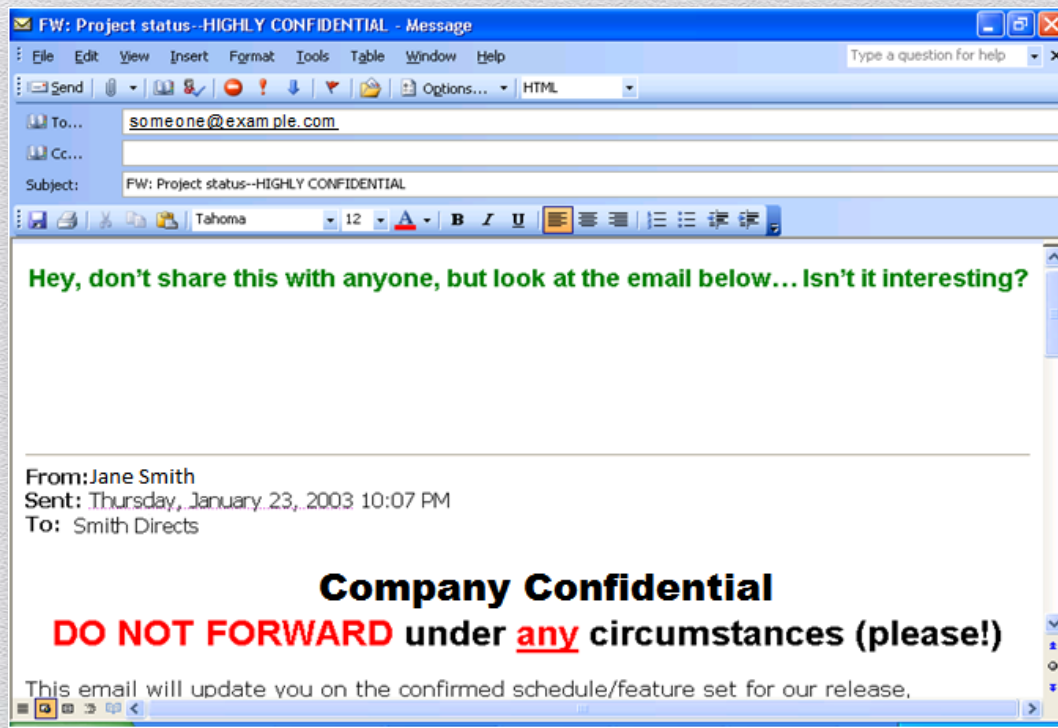 FW: Project status--HIGHLY CONFIDENTIAL - Message
File Edit View Insert Format Tools Table Window Help Type a question for help
Send Options... HTML
To... someone@example.com
Cc...
Subject: FW: Project status--HIGHLY CONFIDENTIAL
Tahoma 12 A B I U
Hey, don't share this with anyone, but look at the email below... Isn't it interesting?
From: Jane Smith
Sent: Thursday, January 23, 2003 10:07 PM
To: Smith Directs
Company Confidential
DO NOT FORWARD under any circumstances (please!)
This email will update you on the confirmed schedule/feature set for our release,